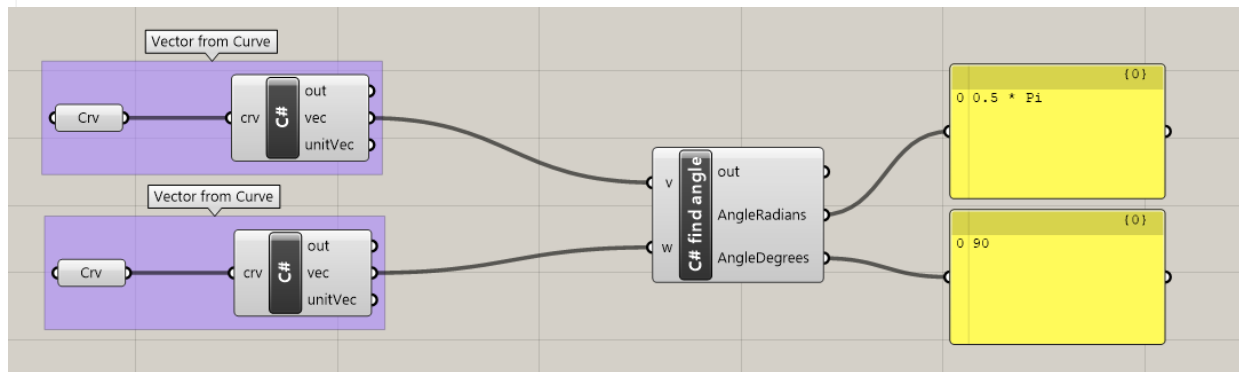 Vector from Curve
Crv
crv
C#
out
vec
unitVec
Vector from Curve
Crv
crv
C#
out
vec
unitVec
v
w
C# find angle
out
AngleRadians
AngleDegrees
{0}
0 0.5 * Pi
{0}
0 90